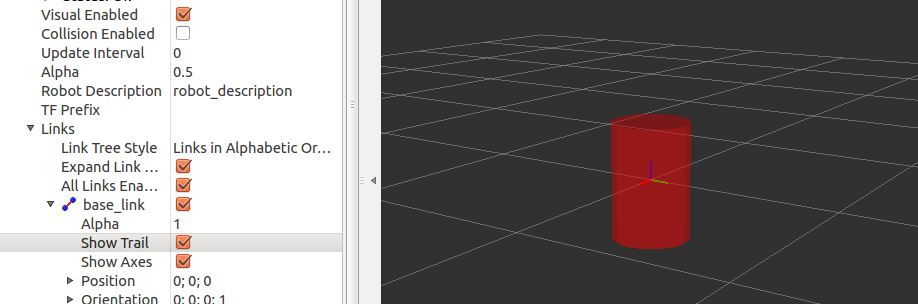 Visual Enabled
Collision Enabled
Update Interval 0
Alpha 0.5
Robot Description robot_description
TF Prefix
Links
Link Tree Style Links in Alphabetic Or...
Expand Link ...
All Links Ena...
base_link
Alpha 1
Show Trail
Show Axes
Position 0; 0; 0
Orientation 0; 0; 0; 1